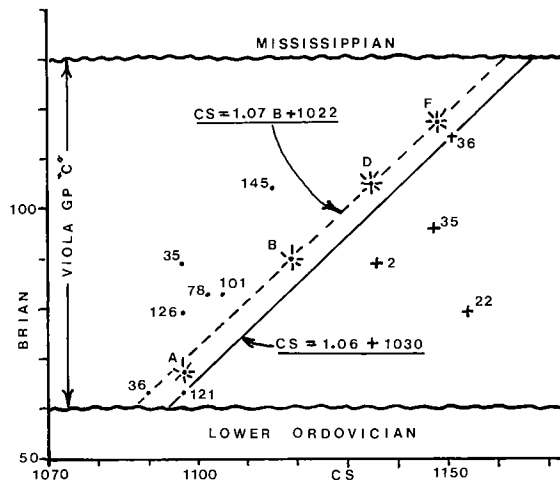 MISSISSIPPIAN
F
CS=1.07 B+1022
36
D
145
100
35
VIOLA GP "C"
B
35
2
78 101
126
22
BRIAN
A
CS=1.06 + 1030
36
121
LOWER ORDOVICIAN
50
1070 1100 CS 1150